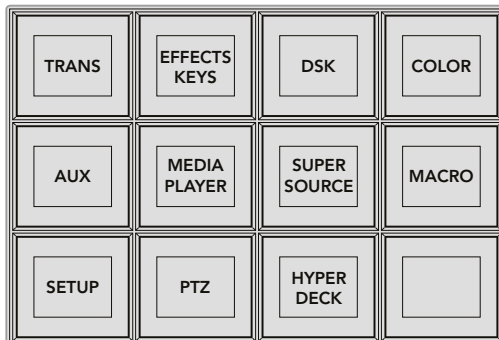 TRANS
EFFECTS
KEYS
DSK
COLOR
AUX
MEDIA
PLAYER
SUPER
SOURCE
MACRO
SETUP
PTZ
HYPER
DECK